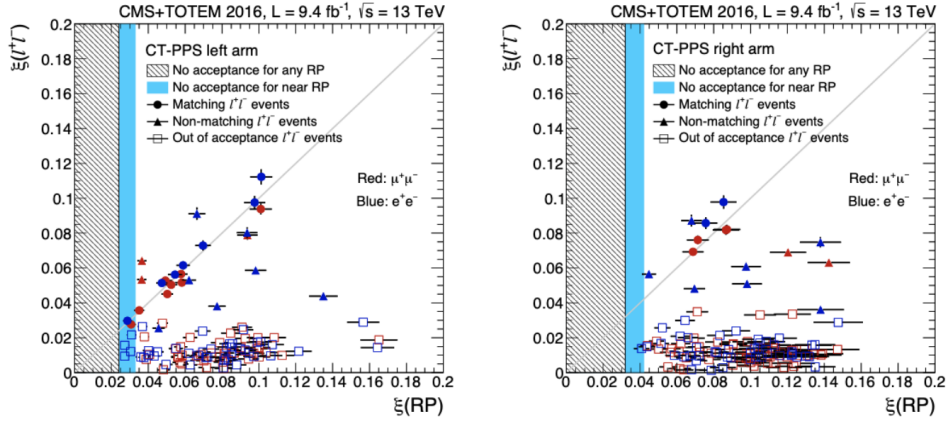 CMS+TOTEM 2016, L = 9.4 fb⁻¹, √s = 13 TeV
ξ(l⁺l⁻)
0.2
0.18
0.16
0.14
0.12
0.1
0.08
0.06
0.04
0.02
0
CT-PPS left arm
No acceptance for any RP
No acceptance for near RP
Matching l⁺l⁻ events
Non-matching l⁺l⁻ events
Out of acceptance l⁺l⁻ events
Red: μ⁺μ⁻
Blue: e⁺e⁻
0 0.02 0.04 0.06 0.08 0.1 0.12 0.14 0.16 0.18 0.2
ξ(RP)
CMS+TOTEM 2016, L = 9.4 fb⁻¹, √s = 13 TeV
ξ(l⁺l⁻)
0.2
0.18
0.16
0.14
0.12
0.1
0.08
0.06
0.04
0.02
0
CT-PPS right arm
No acceptance for any RP
No acceptance for near RP
Matching l⁺l⁻ events
Non-matching l⁺l⁻ events
Out of acceptance l⁺l⁻ events
Red: μ⁺μ⁻
Blue: e⁺e⁻
0 0.02 0.04 0.06 0.08 0.1 0.12 0.14 0.16 0.18 0.2
ξ(RP)